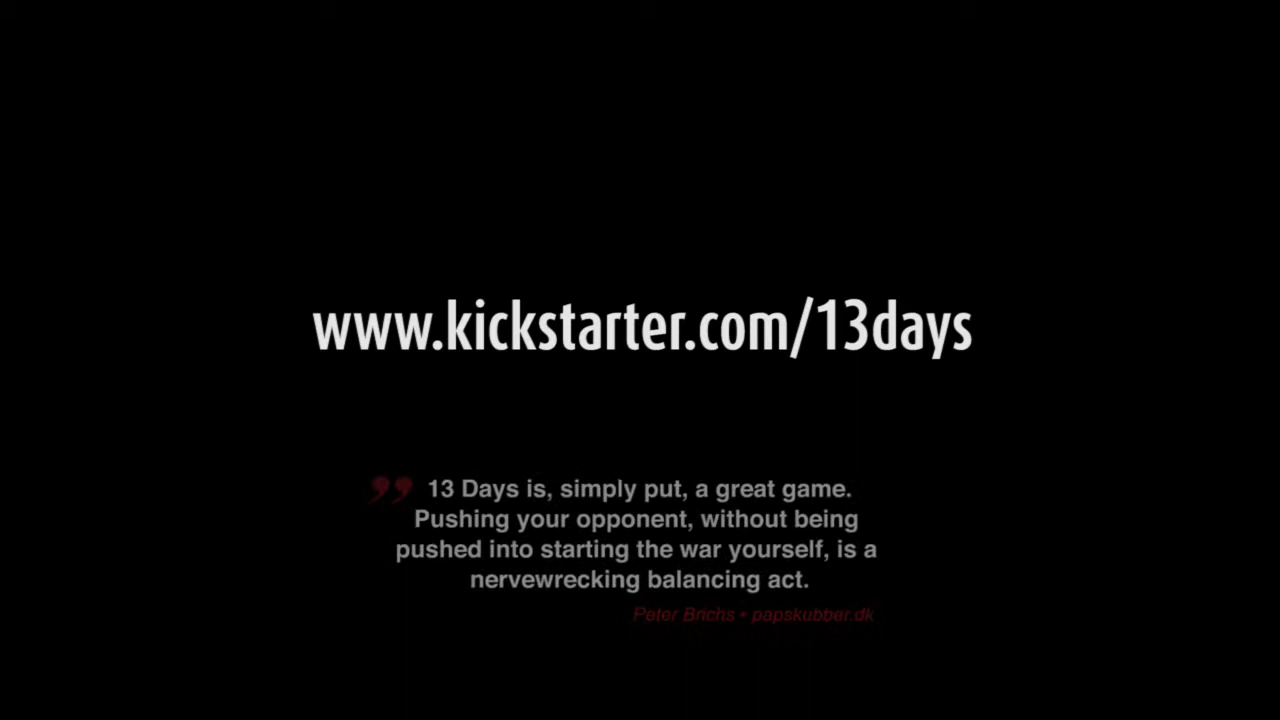 www.kickstarter.com/13days
” 13 Days is, simply put, a great game.
Pushing your opponent, without being
pushed into starting the war yourself, is a
nervewrecking balancing act.
Peter Brichs • papskubber.dk